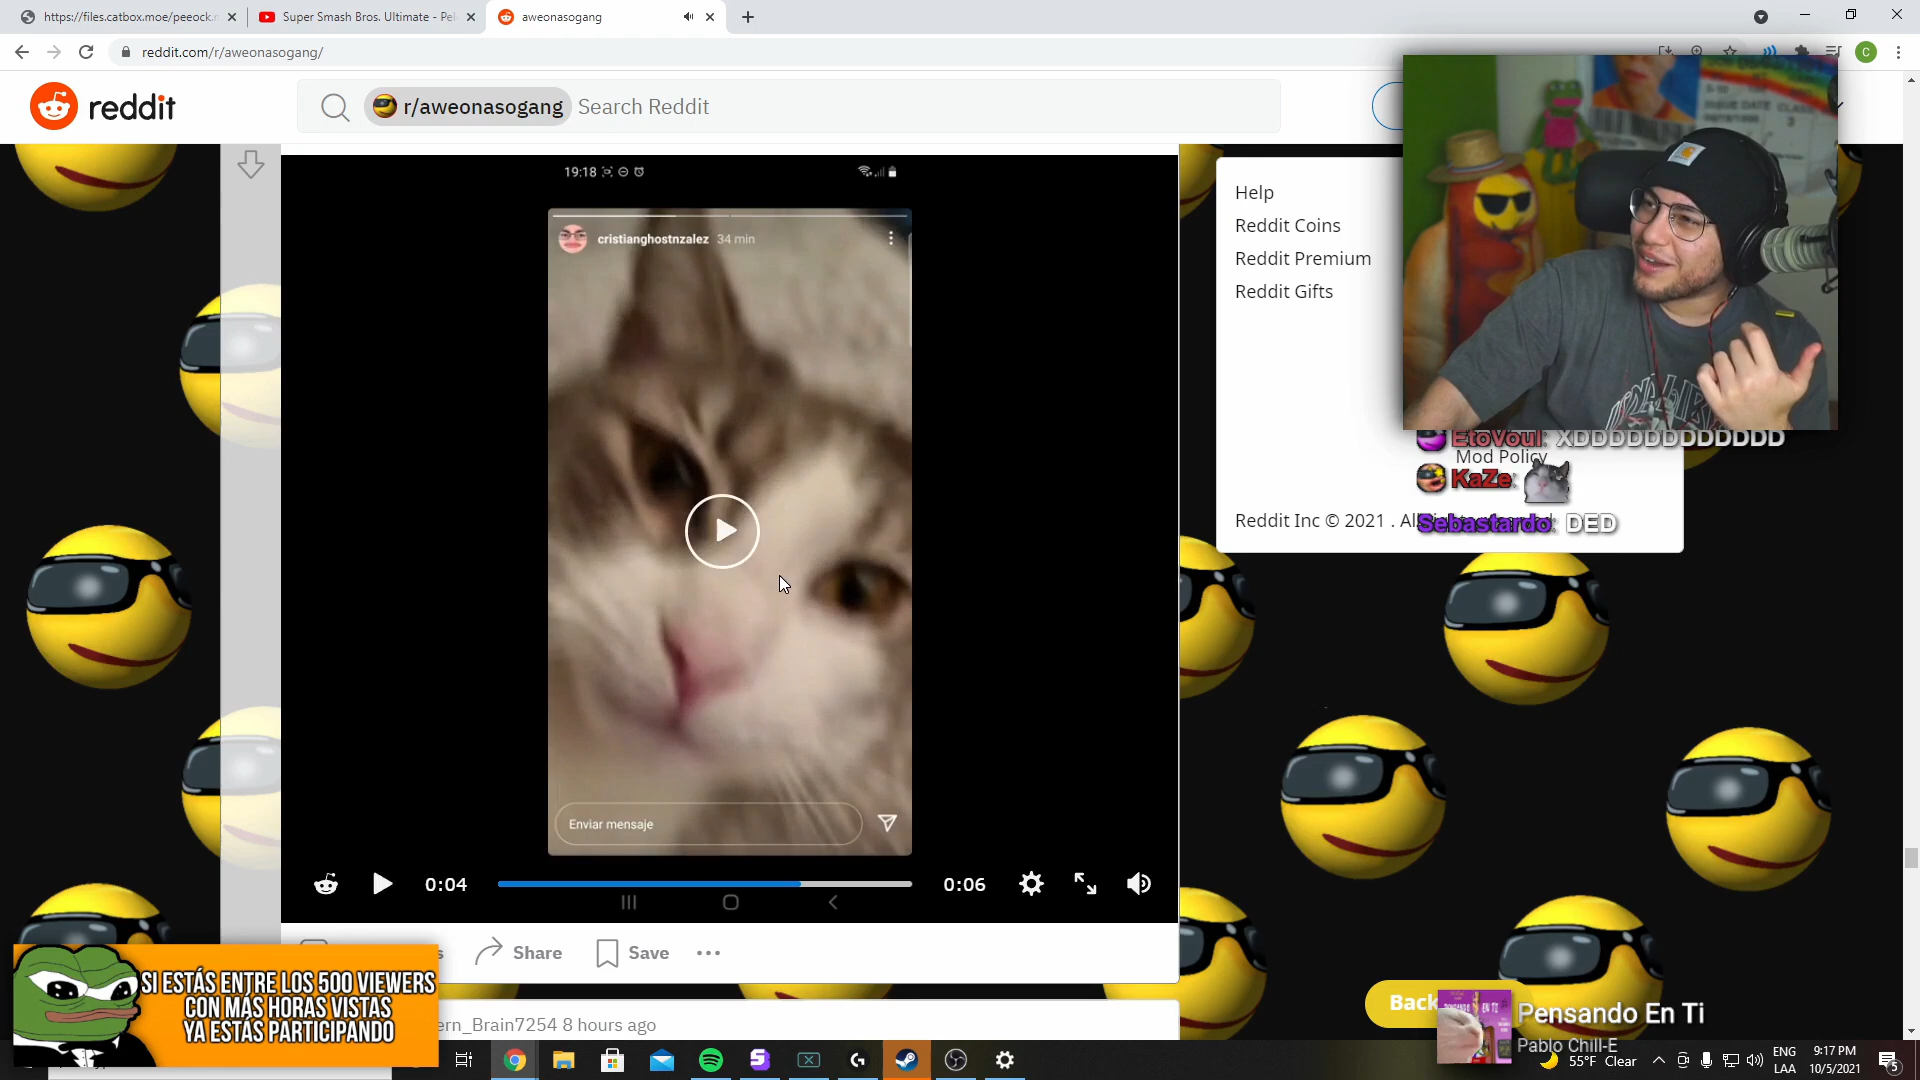 https://files.catbox.moe/peeock.
Super Smash Bros. Ultimate - Pel
aweonasogang
reddit.com/r/aweonasogang/
C
reddit
r/aweonasogang
Search Reddit
Help
Reddit Coins
Reddit Premium
Reddit Gifts
19:18
cristianghostnzalez 34 min
Enviar mensaje
EtoVoul: XDDDDDDDDDDDD
Mod Policy
KaZe:
Reddit Inc © 2021 . All
Sebastardo: DED
0:04
0:06
Share
Save
SI ESTÁS ENTRE LOS 500 VIEWERS
CON MÁS HORAS VISTAS
YA ESTÁS PARTICIPANDO
ern_Brain7254 8 hours ago
Back
Pensando En Ti
Pablo Chill-E
55°F Clear
ENG
LAA
9:17 PM
10/5/2021
5